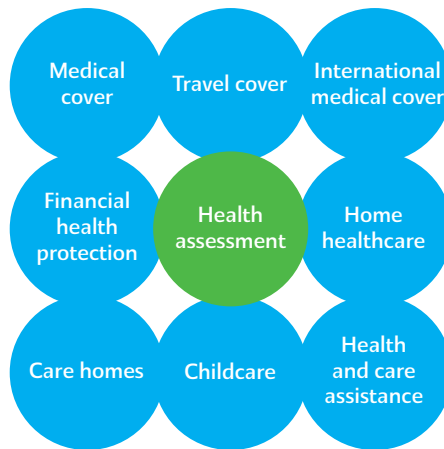 Medical
cover
Travel cover
International
medical cover
Financial
health
protection
Health
assessment
Home
healthcare
Care homes
Childcare
Health
and care
assistance